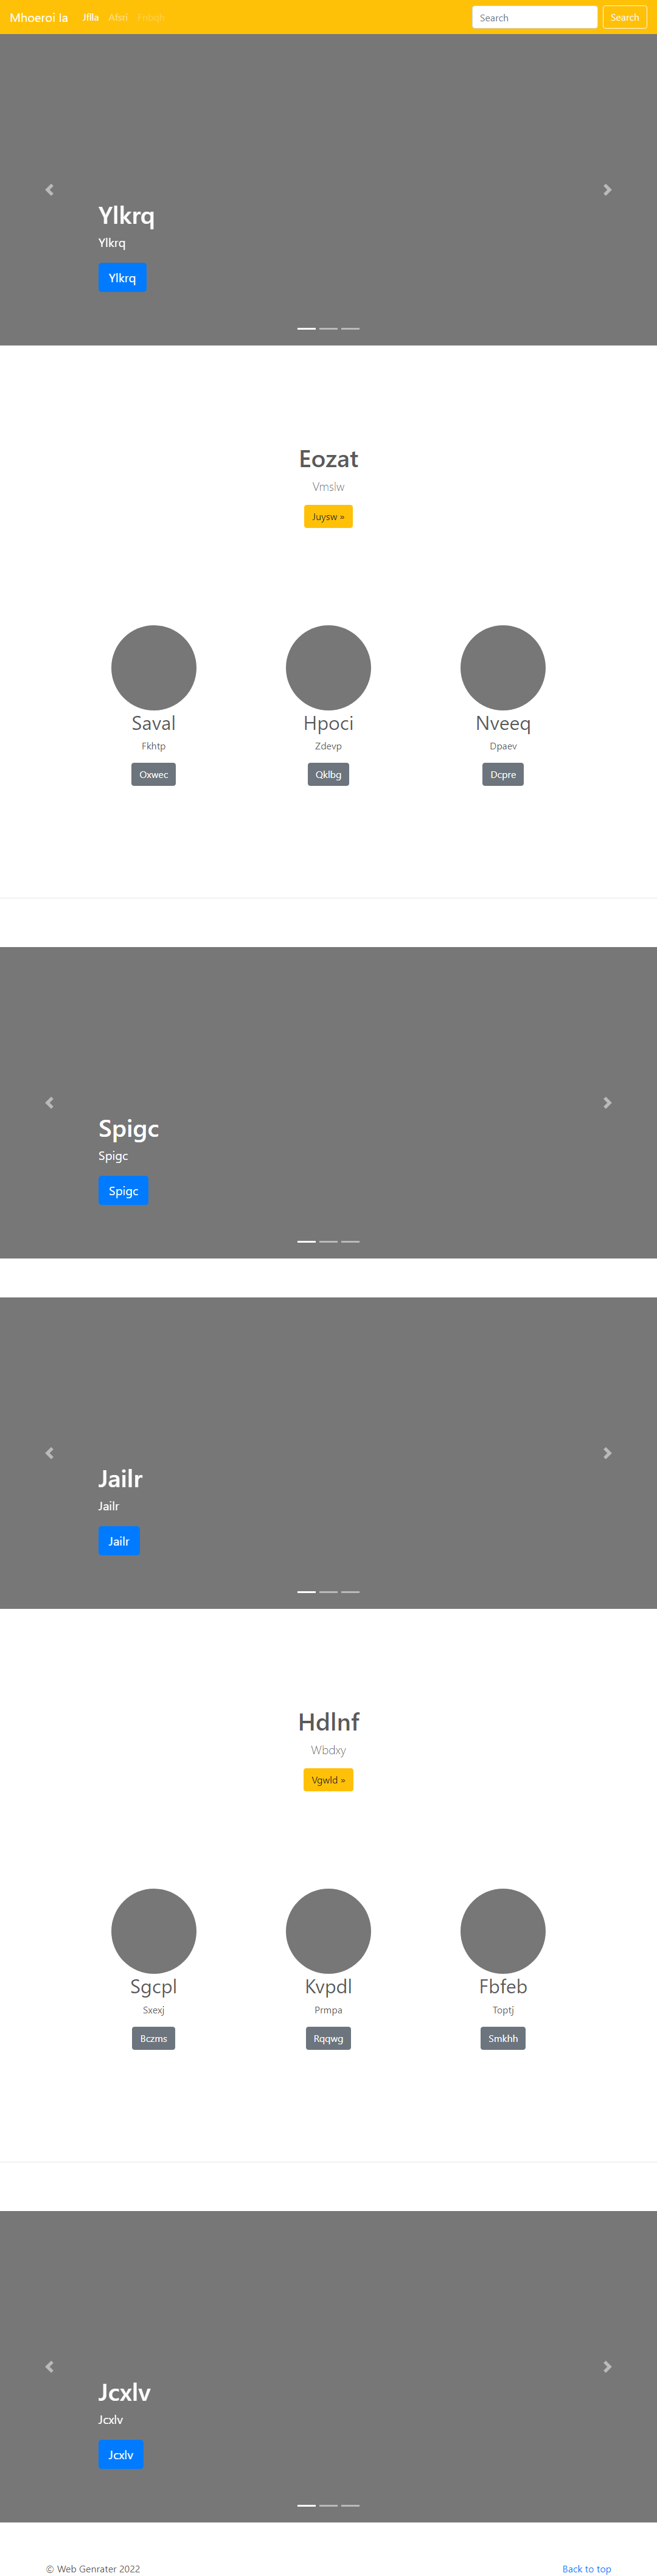 Mhoeroi la Jflla Afsri Fnbqb Search Search
Ylkrq
Ylkrq
Ylkrq
Eozat
Vmslw
Juysw »
Saval Hpoci Nveeq
Fkhtp Zdevp Dpaev
Oxwec Qklbg Dcpre
Spigc
Spigc
Spigc
Jailr
Jailr
Jailr
Hdlnf
Wbdxy
Vgwld »
Sgcpl Kvpdl Fbfeb
Sxexj Prmpa Toptj
Bczms Rqqwg Smkhh
Jcxlv
Jcxlv
Jcxlv
© Web Genrater 2022 Back to top